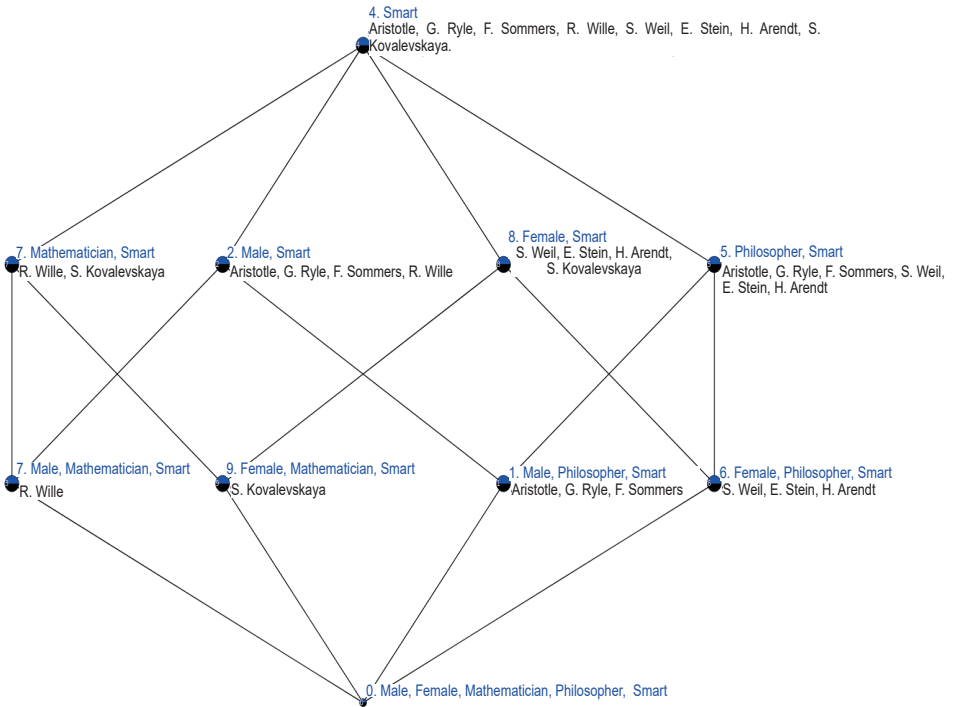 4. Smart
Aristotle, G. Ryle, F. Sommers, R. Wille, S. Weil, E. Stein, H. Arendt, S.
Kovalevskaya.
7. Mathematician, Smart
R. Wille, S. Kovalevskaya
2. Male, Smart
Aristotle, G. Ryle, F. Sommers, R. Wille
8. Female, Smart
S. Weil, E. Stein, H. Arendt,
S. Kovalevskaya
5. Philosopher, Smart
Aristotle, G. Ryle, F. Sommers, S. Weil,
E. Stein, H. Arendt
7. Male, Mathematician, Smart
R. Wille
9. Female, Mathematician, Smart
S. Kovalevskaya
1. Male, Philosopher, Smart
Aristotle, G. Ryle, F. Sommers
6. Female, Philosopher, Smart
S. Weil, E. Stein, H. Arendt
0. Male, Female, Mathematician, Philosopher, Smart